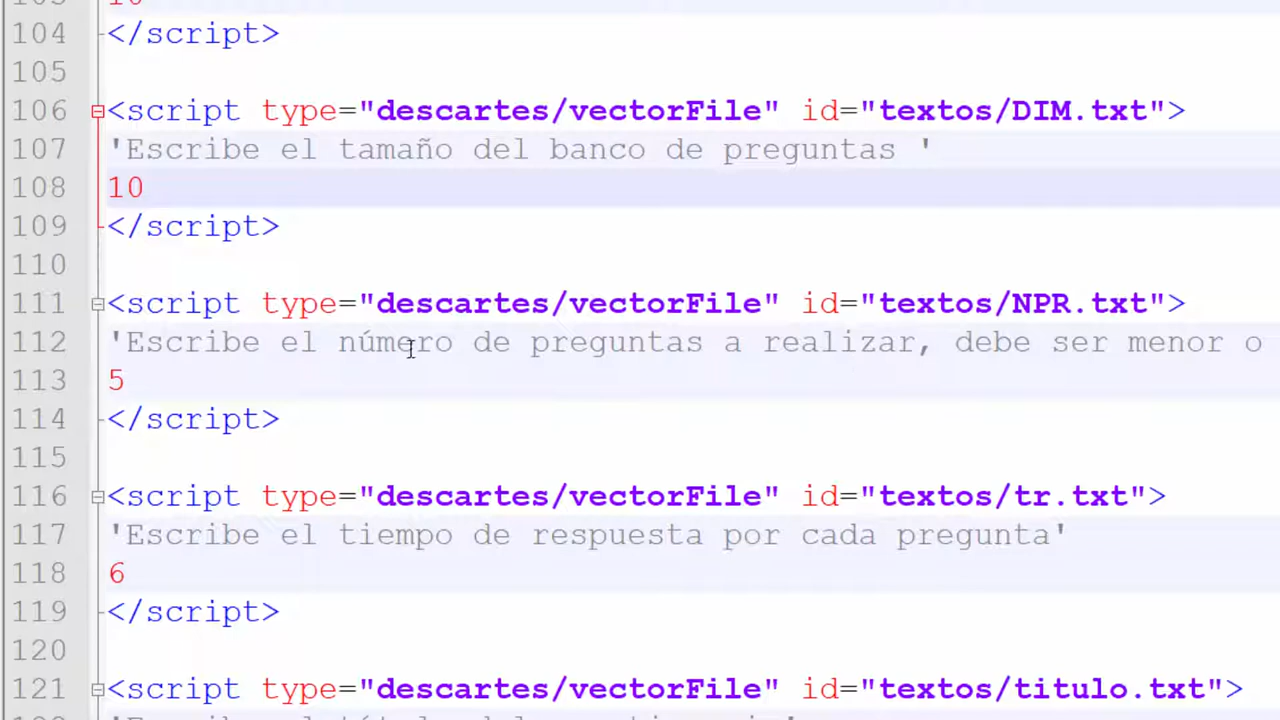 104 </script>
105
106 <script type="descartes/vectorFile" id="textos/DIM.txt">
107 'Escribe el tamaño del banco de preguntas '
108 10
109 </script>
110
111 <script type="descartes/vectorFile" id="textos/NPR.txt">
112 'Escribe el número de preguntas a realizar, debe ser menor o
113 5
114 </script>
115
116 <script type="descartes/vectorFile" id="textos/tr.txt">
117 'Escribe el tiempo de respuesta por cada pregunta'
118 6
119 </script>
120
121 <script type="descartes/vectorFile" id="textos/titulo.txt">